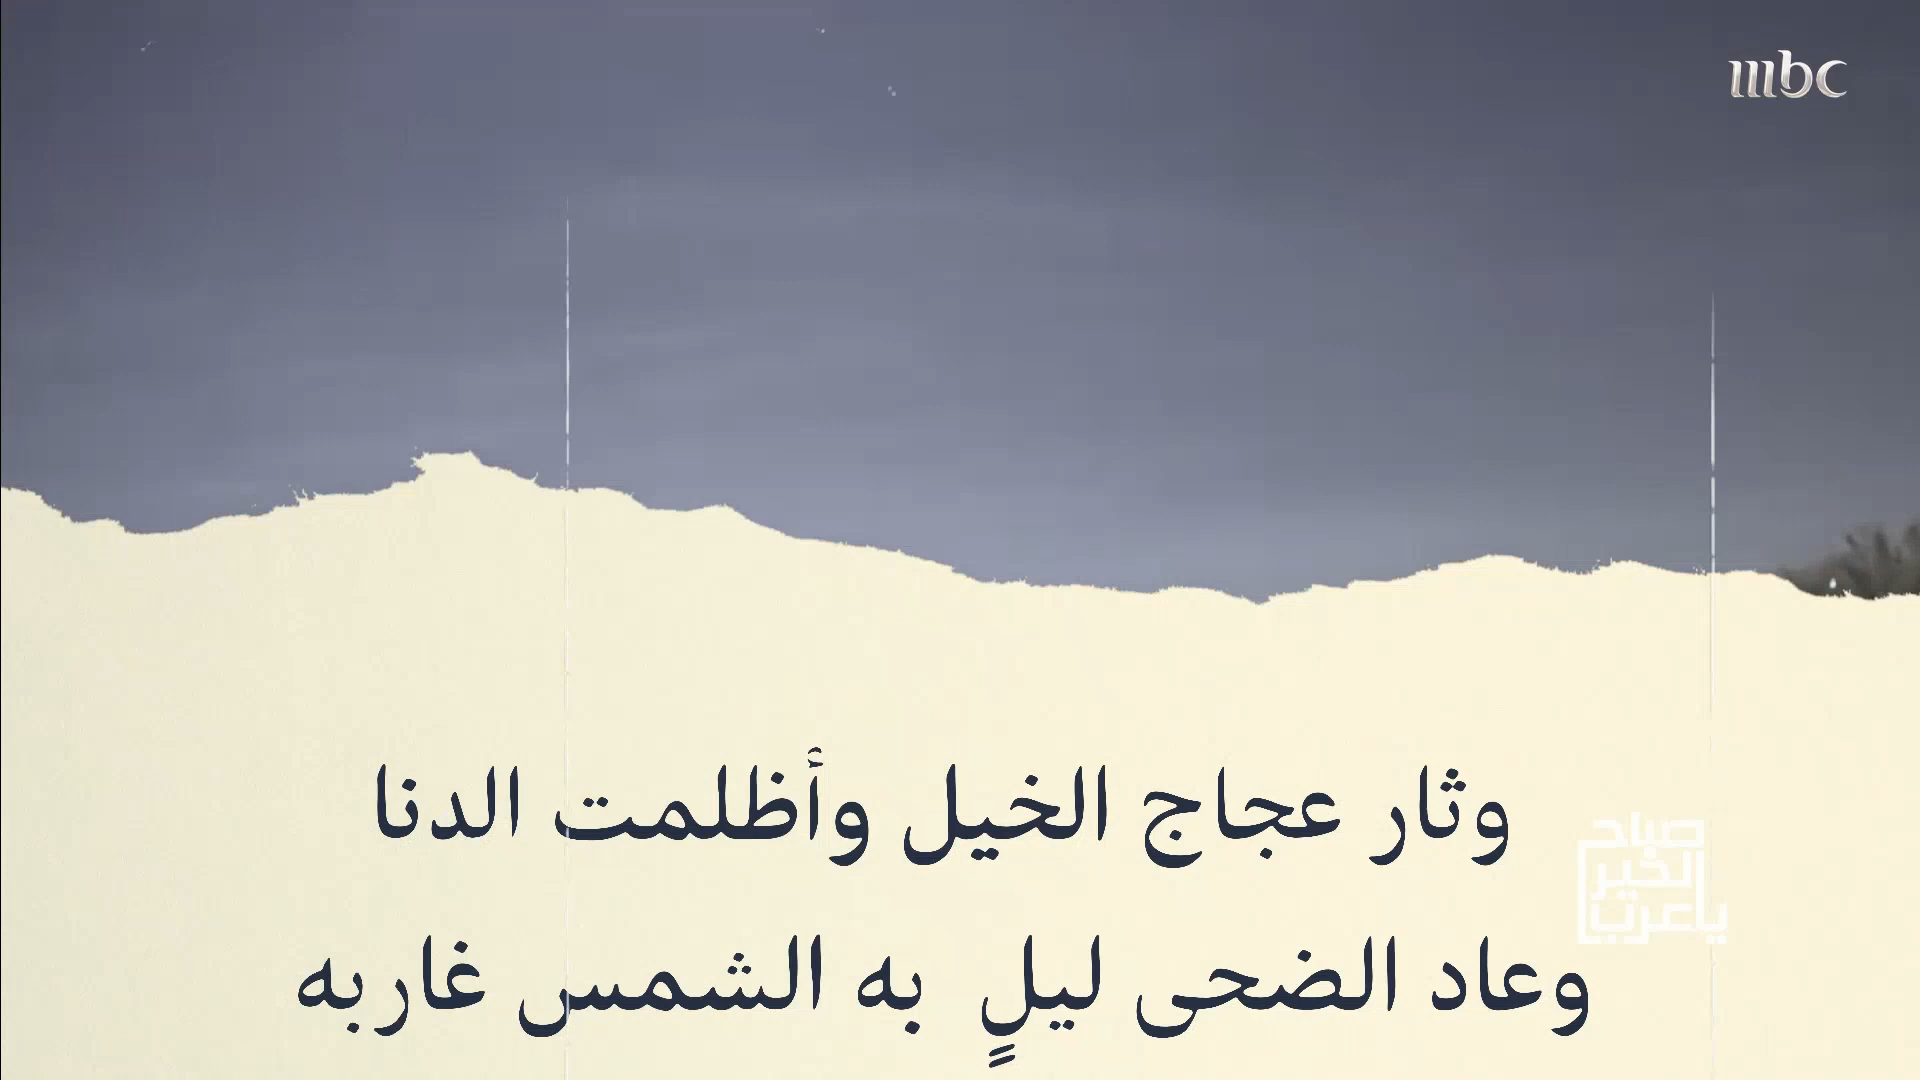 mbc
وثار عجاج الخيل وأظلمت الدنا
صباح
الخير
ياعرب
وعاد الضحى ليلٍ به الشمس غاربه